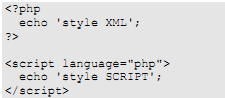 <?php
  echo 'style XML';
?>

<script language="php">
  echo 'style SCRIPT';
</script>